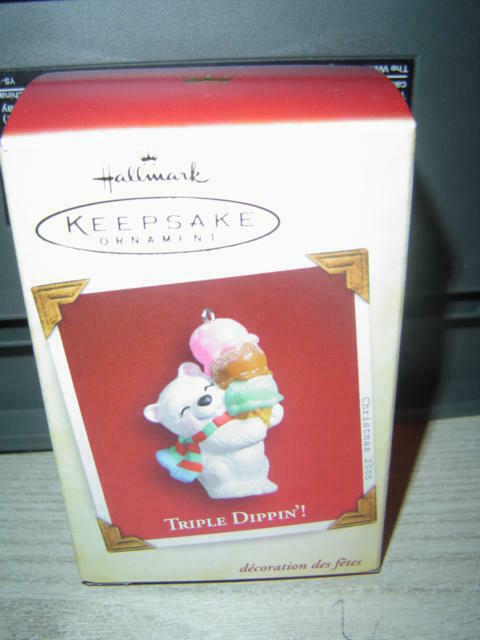 Hallmark
KEEPSAKE
ORNAMENT
Christmas 2005
TRIPLE DIPPIN'!
décoration des fêtes